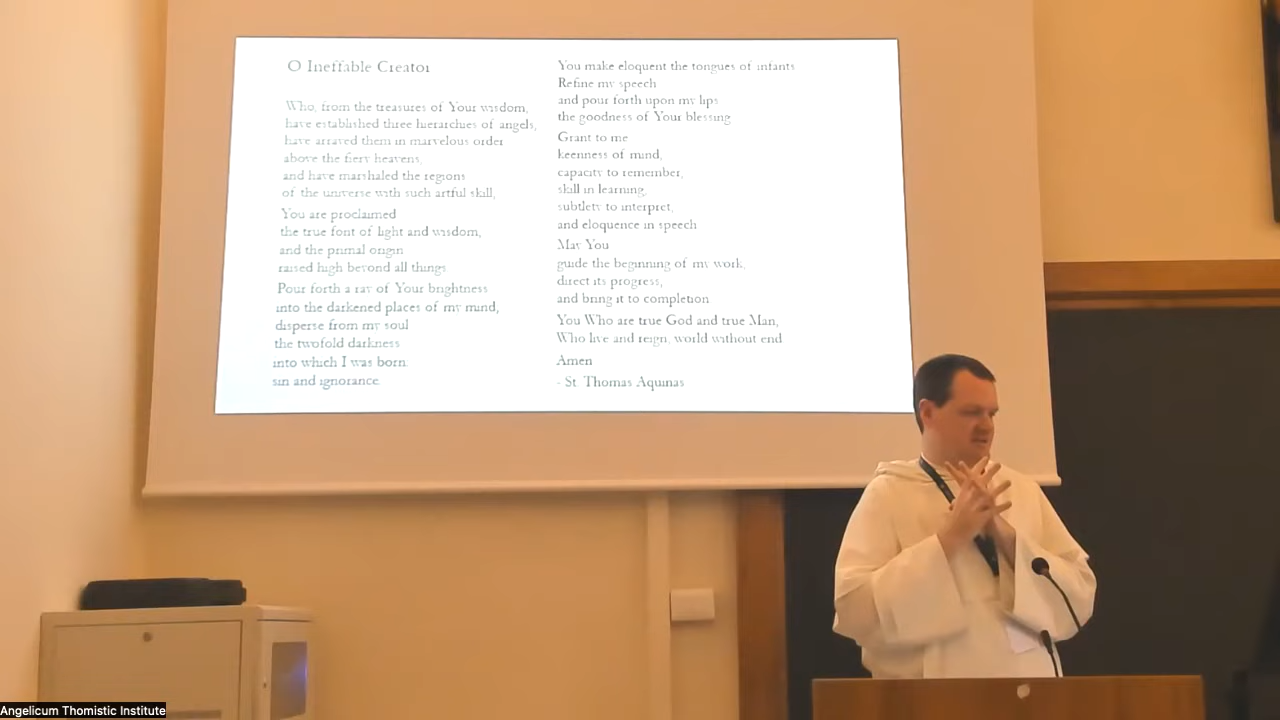 O Ineffable Creator
Who, from the treasures of Your wisdom,
have established three hierarchies of angels,
have arrayed them in marvelous order
above the fiery heavens,
and have marshaled the regions
of the universe with such artful skill,
You are proclaimed
the true font of light and wisdom,
and the primal origin
raised high beyond all things.
Pour forth a ray of Your brightness
into the darkened places of my mind,
disperse from my soul
the twofold darkness
into which I was born:
sin and ignorance.
You make eloquent the tongues of infants.
Refine my speech
and pour forth upon my lips
the goodness of Your blessing.
Grant to me
keenness of mind,
capacity to remember,
skill in learning,
subtlety to interpret,
and eloquence in speech.
May You
guide the beginning of my work,
direct its progress,
and bring it to completion.
You Who are true God and true Man,
Who live and reign, world without end.
Amen
- St. Thomas Aquinas
Angelicum Thomistic Institute